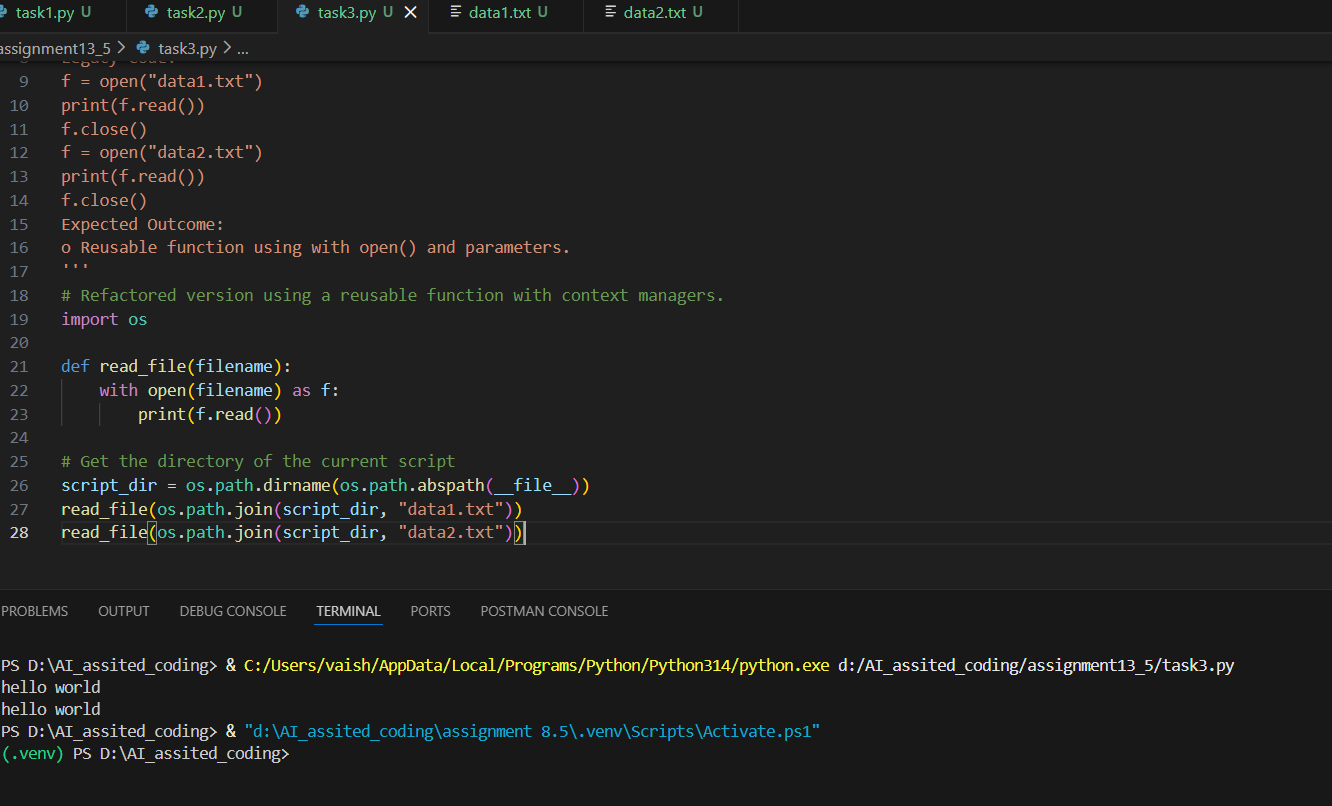 task1.py U
task2.py U
task3.py U
data1.txt U
data2.txt U
assignment13_5 > task3.py > ...
9 f = open("data1.txt")
10 print(f.read())
11 f.close()
12 f = open("data2.txt")
13 print(f.read())
14 f.close()
15 Expected Outcome:
16 o Reusable function using with open() and parameters.
17 '''
18 # Refactored version using a reusable function with context managers.
19 import os
20
21 def read_file(filename):
22     with open(filename) as f:
23         print(f.read())
24
25 # Get the directory of the current script
26 script_dir = os.path.dirname(os.path.abspath(__file__))
27 read_file(os.path.join(script_dir, "data1.txt"))
28 read_file(os.path.join(script_dir, "data2.txt"))
PROBLEMS OUTPUT DEBUG CONSOLE TERMINAL PORTS POSTMAN CONSOLE
PS D:\AI_assited_coding> & C:/Users/vaish/AppData/Local/Programs/Python/Python314/python.exe d:/AI_assited_coding/assignment13_5/task3.py
hello world
hello world
PS D:\AI_assited_coding> & "d:\AI_assited_coding\assignment 8.5\.venv\Scripts\Activate.ps1"
(.venv) PS D:\AI_assited_coding>